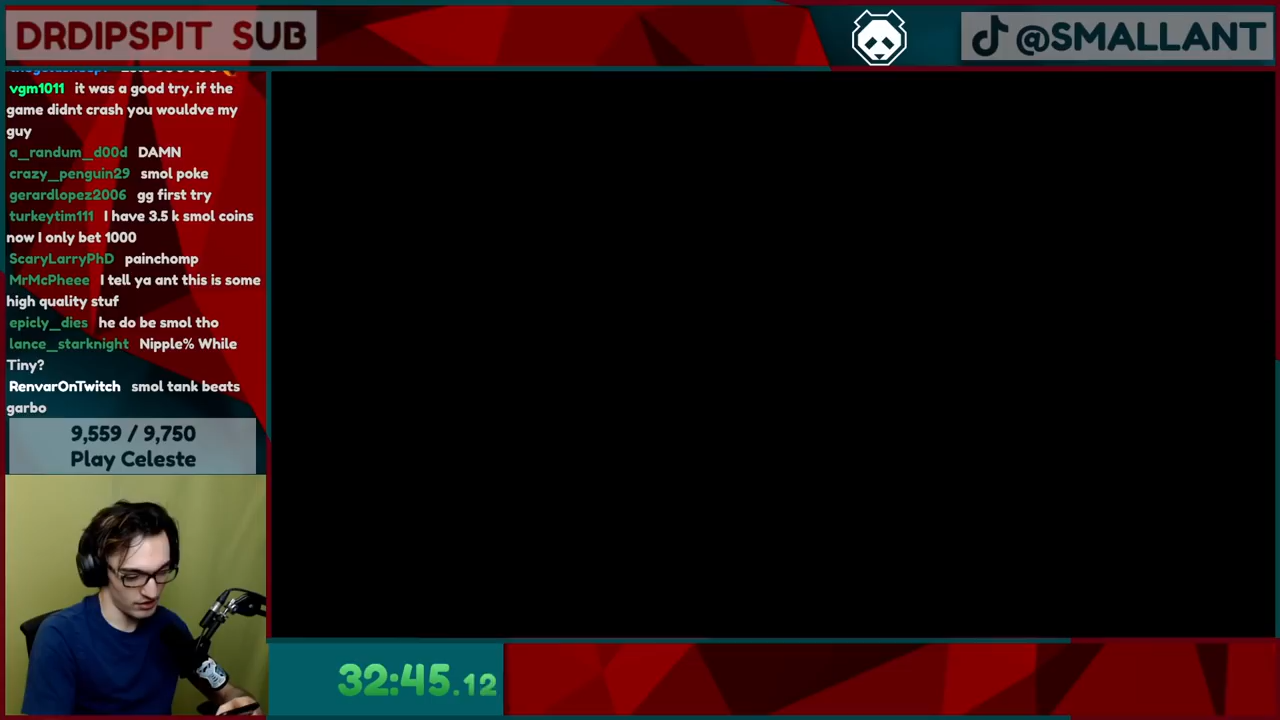 DRDIPSPIT SUB
@SMALLANT
vgm1011 it was a good try. if the
game didnt crash you wouldve my
guy
a_randum_d00d DAMN
crazy_penguin29 smol poke
gerardlopez2006 gg first try
turkeytim111 I have 3.5 k smol coins
now I only bet 1000
ScaryLarryPhD painchomp
MrMcPheee I tell ya ant this is some
high quality stuf
epicly_dies he do be smol tho
lance_starknight Nipple% While
Tiny?
RenvarOnTwitch smol tank beats
garbo
9,559 / 9,750
Play Celeste
32:45.12